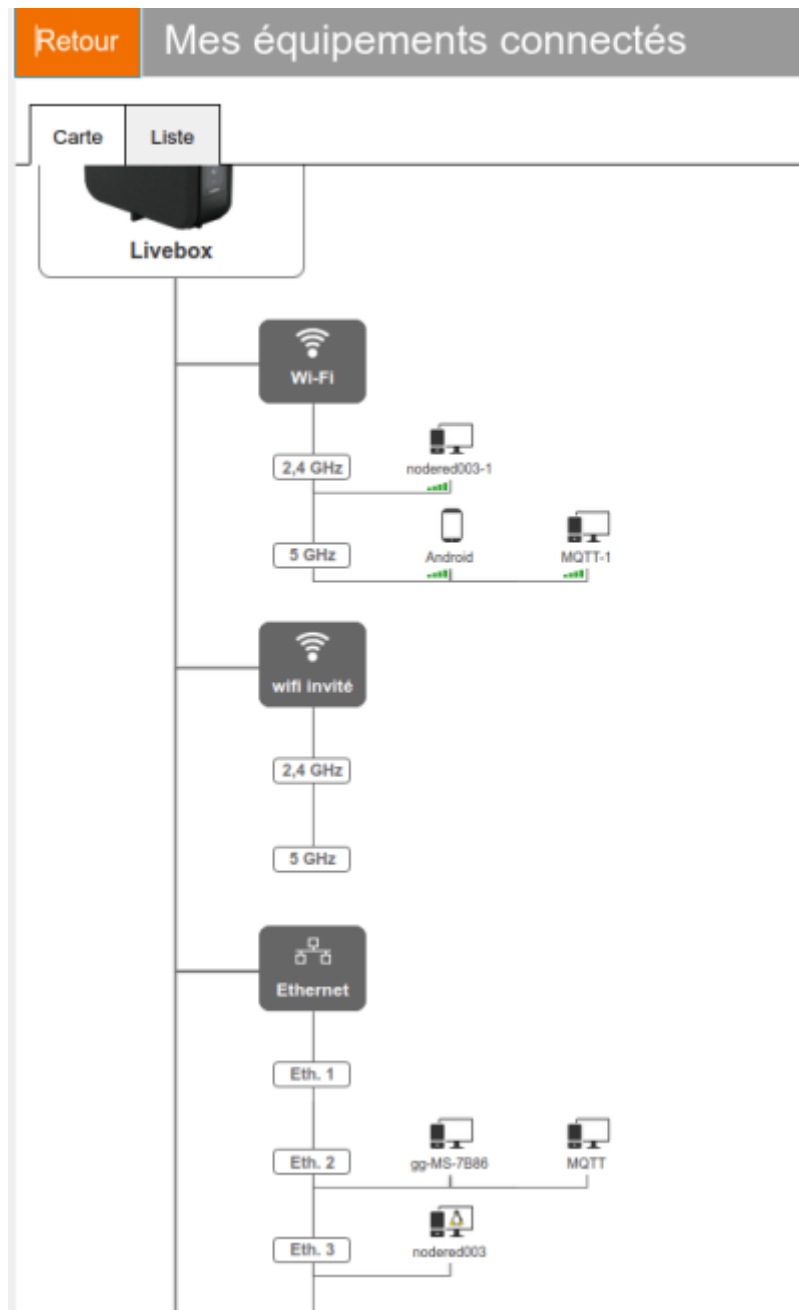 Retour Mes équipements connectés
Carte Liste
Livebox
Wi-Fi
2,4 GHz nodered003-1
5 GHz Android MQTT-1
wifi invité
2,4 GHz
5 GHz
Ethernet
Eth. 1
Eth. 2 gg-MS-7B86 MQTT
Eth. 3 nodered003